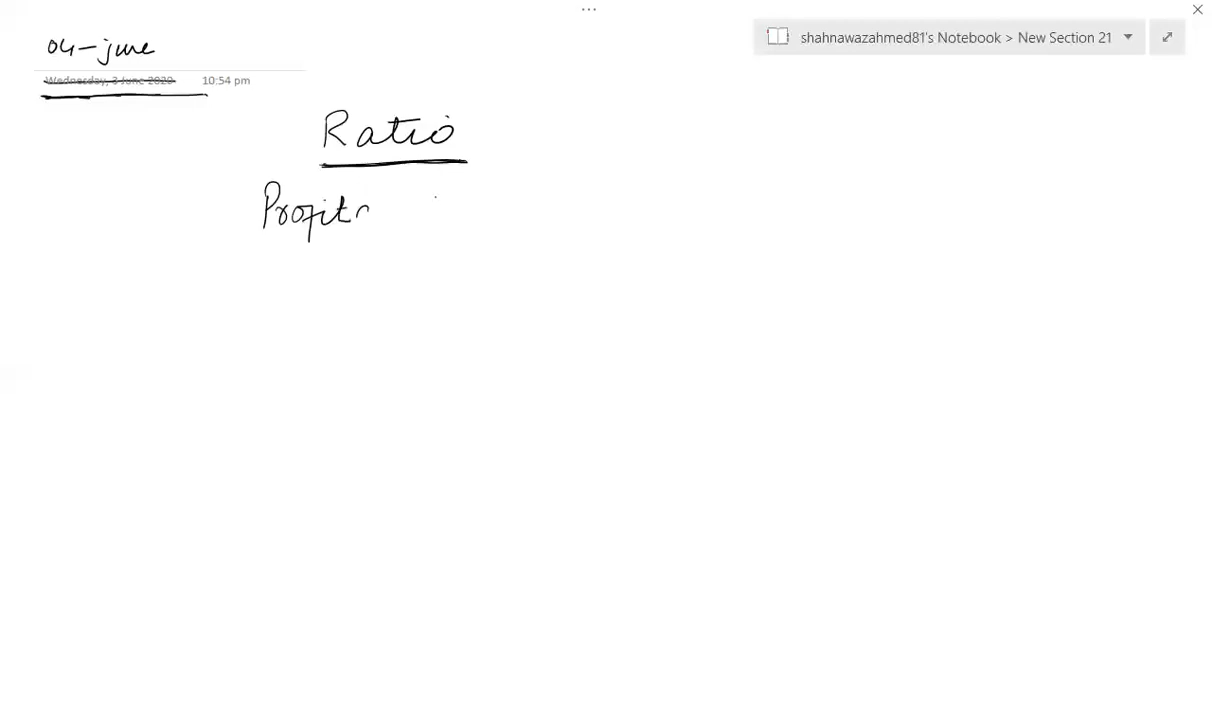 04-june
shahnawazahmed81's Notebook > New Section 21
Wednesday, 3 June 2020 10:54 pm
Ratio
Profit